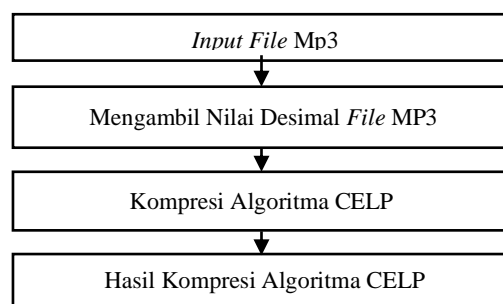 Input File Mp3
Mengambil Nilai Desimal File MP3
Kompresi Algoritma CELP
Hasil Kompresi Algoritma CELP